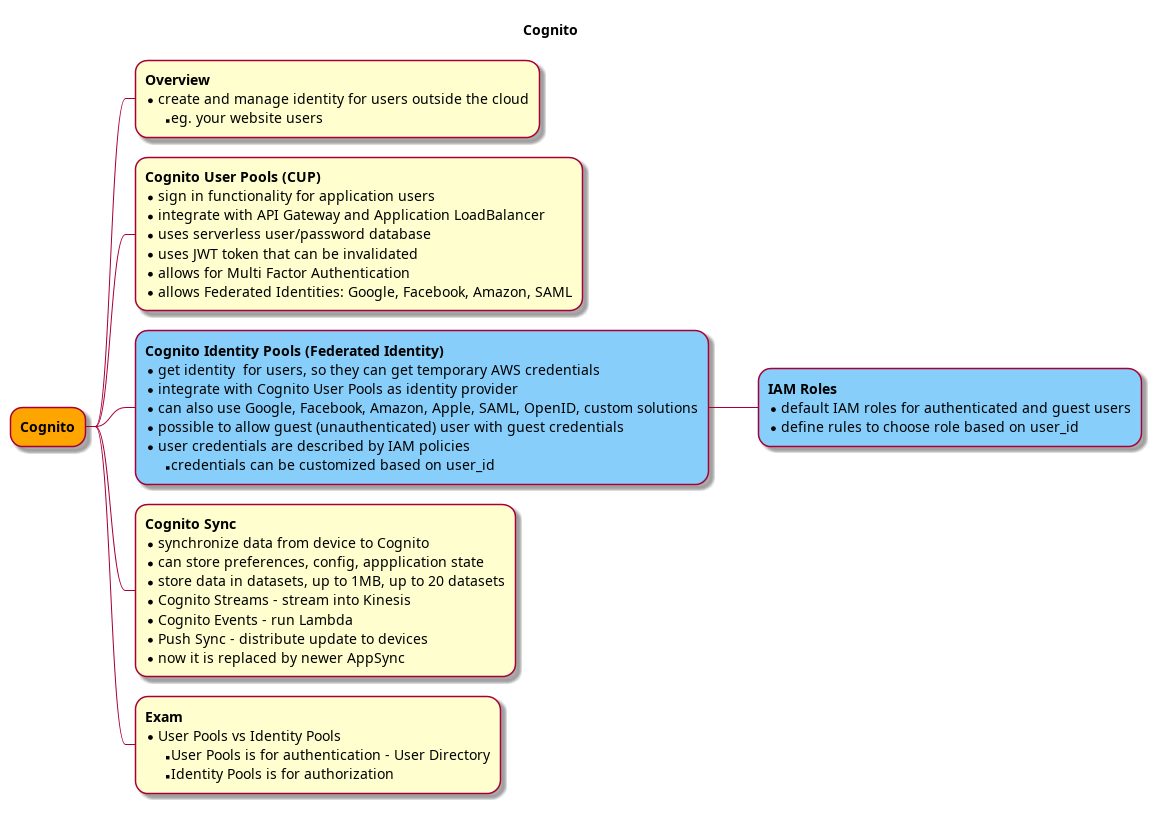 Cognito
Overview
• create and manage identity for users outside the cloud
▪ eg. your website users
Cognito User Pools (CUP)
• sign in functionality for application users
• integrate with API Gateway and Application LoadBalancer
• uses serverless user/password database
• uses JWT token that can be invalidated
• allows for Multi Factor Authentication
• allows Federated Identities: Google, Facebook, Amazon, SAML
Cognito
Cognito Identity Pools (Federated Identity)
• get identity  for users, so they can get temporary AWS credentials
• integrate with Cognito User Pools as identity provider
• can also use Google, Facebook, Amazon, Apple, SAML, OpenID, custom solutions
• possible to allow guest (unauthenticated) user with guest credentials
• user credentials are described by IAM policies
▪ credentials can be customized based on user_id
IAM Roles
• default IAM roles for authenticated and guest users
• define rules to choose role based on user_id
Cognito Sync
• synchronize data from device to Cognito
• can store preferences, config, appplication state
• store data in datasets, up to 1MB, up to 20 datasets
• Cognito Streams - stream into Kinesis
• Cognito Events - run Lambda
• Push Sync - distribute update to devices
• now it is replaced by newer AppSync
Exam
• User Pools vs Identity Pools
▪ User Pools is for authentication - User Directory
▪ Identity Pools is for authorization